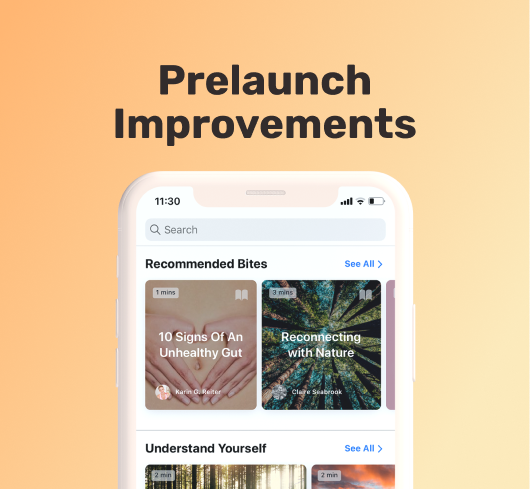 Prelaunch
Improvements
11:30
Search
Recommended Bites
See All
1 mins
3 mins
10 Signs Of An
Unhealthy Gut
Reconnecting
with Nature
Karin G. Reiter
Claire Seabrook
Understand Yourself
See All
2 min
2 min